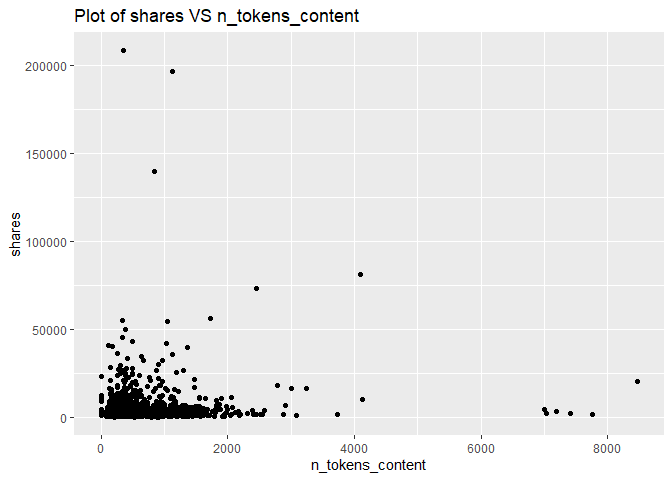 Plot of shares VS n_tokens_content
200000
150000
100000
50000
0
shares
0 2000 4000 6000 8000
n_tokens_content